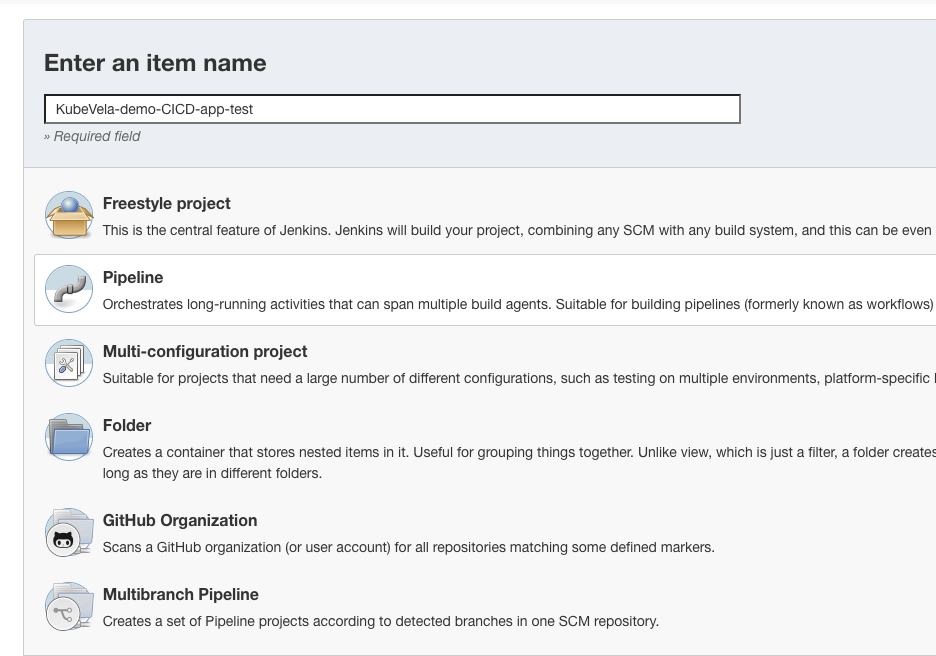 Enter an item name
KubeVela-demo-CICD-app-test
» Required field
Freestyle project
This is the central feature of Jenkins. Jenkins will build your project, combining any SCM with any build system, and this can be even
Pipeline
Orchestrates long-running activities that can span multiple build agents. Suitable for building pipelines (formerly known as workflows)
Multi-configuration project
Suitable for projects that need a large number of different configurations, such as testing on multiple environments, platform-specific
Folder
Creates a container that stores nested items in it. Useful for grouping things together. Unlike view, which is just a filter, a folder creates
long as they are in different folders.
GitHub Organization
Scans a GitHub organization (or user account) for all repositories matching some defined markers.
Multibranch Pipeline
Creates a set of Pipeline projects according to detected branches in one SCM repository.